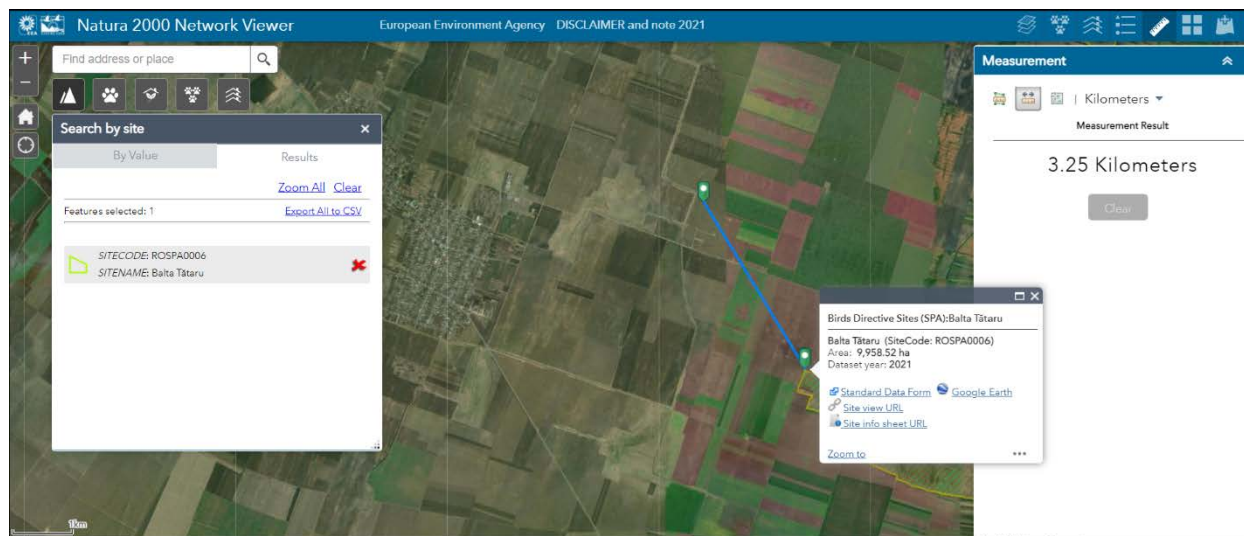 Natura 2000 Network Viewer
European Environment Agency DISCLAIMER and note 2021
Find address or place
Search by site
By Value Results
Zoom All Clear
Features selected: 1 Export All to CSV
SITECODE: ROSPA0006
SITENAME: Balta Tătaru
1km
Birds Directive Sites (SPA):Balta Tătaru
Balta Tătaru (SiteCode: ROSPA0006)
Area: 9,958.52 ha
Dataset year: 2021
Standard Data Form Google Earth
Site view URL
Site info sheet URL
Zoom to
Measurement
Kilometers
Measurement Result
3.25 Kilometers
Clear